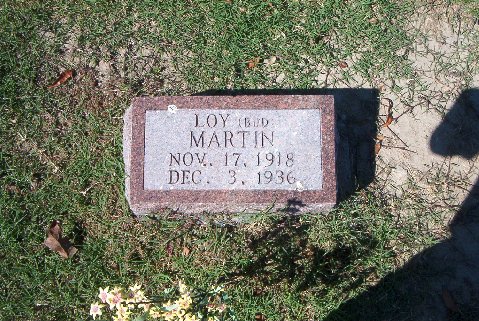 LOY (BUD)
MARTIN
NOV. 17, 1918
DEC. 3, 1936